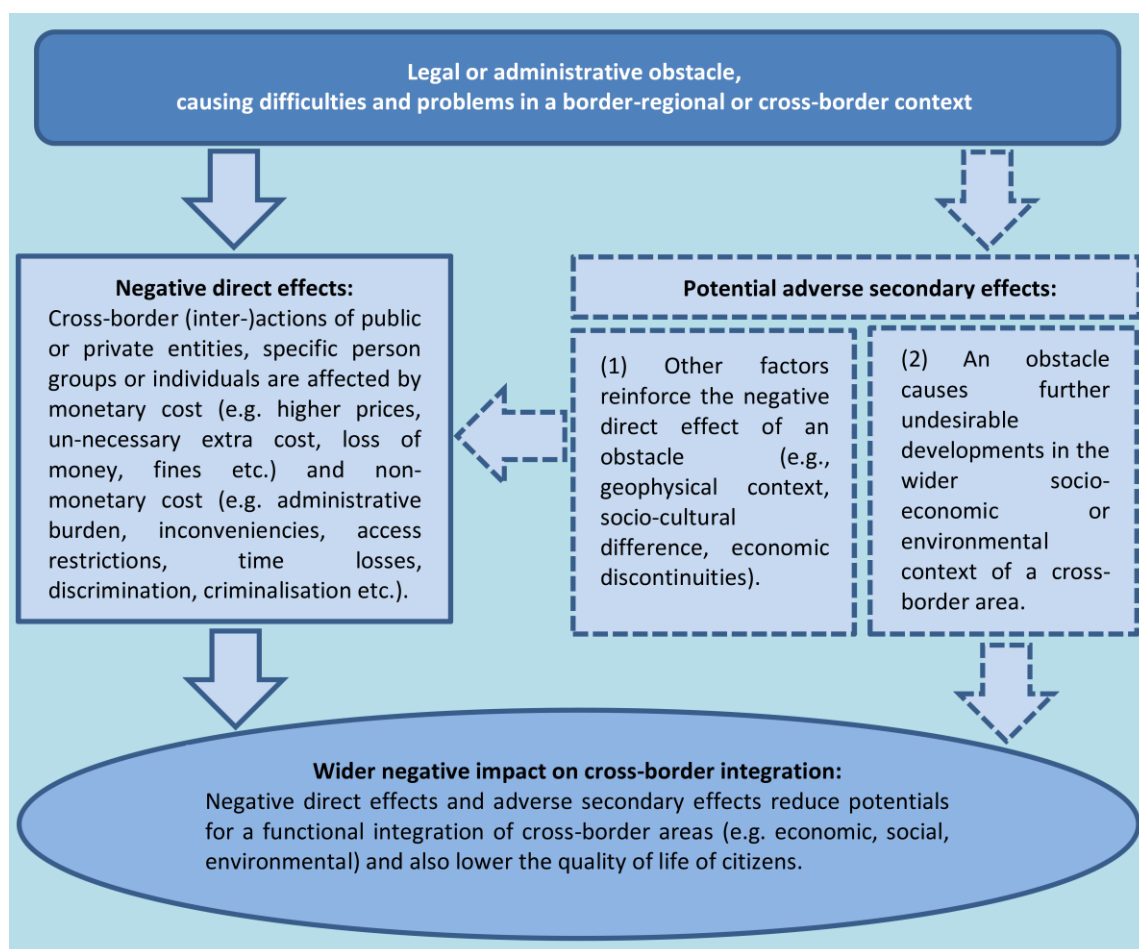 Legal or administrative obstacle,
causing difficulties and problems in a border-regional or cross-border context
Negative direct effects:
Cross-border (inter-)actions of public
or private entities, specific person
groups or individuals are affected by
monetary cost (e.g. higher prices,
un-necessary extra cost, loss of
money, fines etc.) and non-
monetary cost (e.g. administrative
burden, inconveniencies, access
restrictions, time losses,
discrimination, criminalisation etc.).
Potential adverse secondary effects:
(1) Other factors
reinforce the negative
direct effect of an
obstacle (e.g.,
geophysical context,
socio-cultural
difference, economic
discontinuities).
(2) An obstacle
causes further
undesirable
developments in the
wider socio-
economic or
environmental
context of a cross-
border area.
Wider negative impact on cross-border integration:
Negative direct effects and adverse secondary effects reduce potentials
for a functional integration of cross-border areas (e.g. economic, social,
environmental) and also lower the quality of life of citizens.